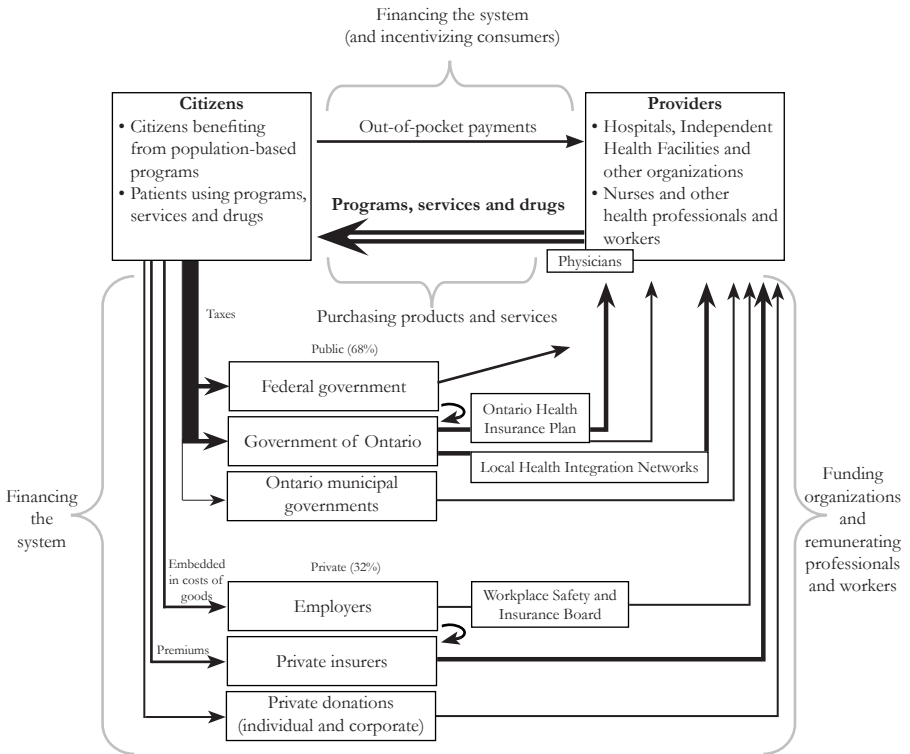 Financing the system
(and incentivizing consumers)
Citizens
• Citizens benefiting
from population-based
programs
• Patients using programs,
services and drugs
Out-of-pocket payments
Programs, services and drugs
Providers
• Hospitals, Independent
Health Facilities and
other organizations
• Nurses and other
health professionals and
workers
Physicians
Purchasing products and services
Taxes
Public (68%)
Federal government
Ontario Health
Insurance Plan
Government of Ontario
Local Health Integration Networks
Ontario municipal
governments
Financing
the
system
Funding
organizations
and
remunerating
professionals
and workers
Embedded
in costs of
goods
Private (32%)
Employers
Workplace Safety and
Insurance Board
Premiums
Private insurers
Private donations
(individual and corporate)